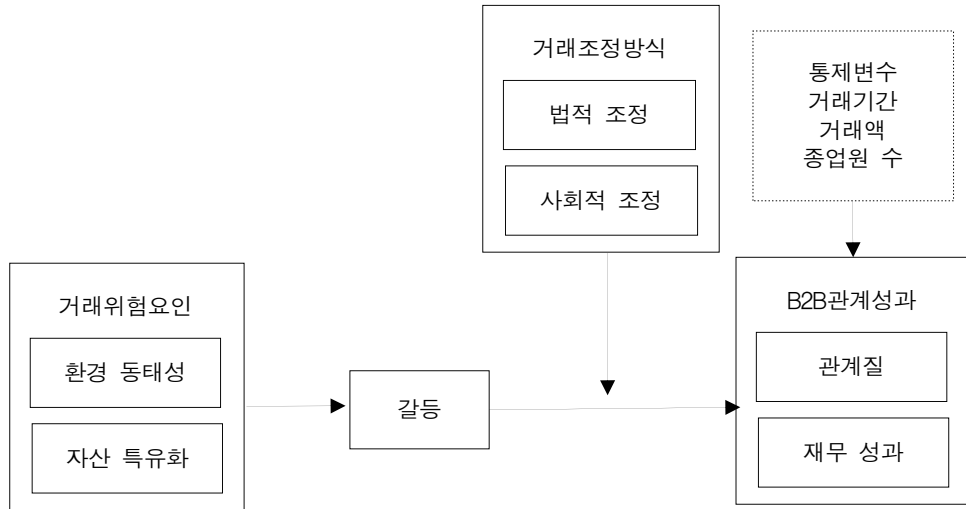 거래조정방식
법적 조정
사회적 조정
통제변수
거래기간
거래액
종업원 수
거래위험요인
환경 동태성
자산 특유화
갈등
B2B관계성과
관계질
재무 성과